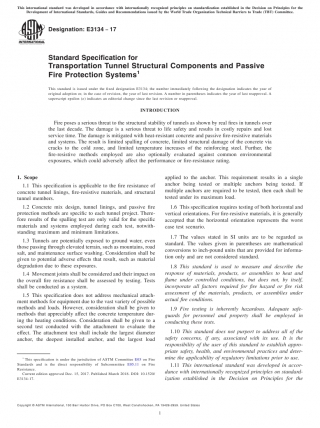 This international standard was developed in accordance with internationally recognized principles on standardization established in the Decision on Principles for the
Development of International Standards, Guides and Recommendations issued by the World Trade Organization Technical Barriers to Trade (TBT) Committee.
Designation: E3134 – 17
INTERNATIONAL
Standard Specification for
Transportation Tunnel Structural Components and Passive
Fire Protection Systems¹
This standard is issued under the fixed designation E3134; the number immediately following the designation indicates the year of
original adoption or, in the case of revision, the year of last revision. A number in parentheses indicates the year of last reapproval. A
superscript epsilon (ε) indicates an editorial change since the last revision or reapproval.
INTRODUCTION
Fire poses a serious threat to the structural stability of tunnels as shown by real fires in tunnels over
the last decade. The damage is a serious threat to life safety and results in costly repairs and lost
service time. The damage is mitigated with heat-resistant concrete and passive fire-resistive materials
and systems. The result is limited spalling of concrete, limited structural damage of the concrete via
cracks to the cold zone, and limited temperature increases of the reinforcing steel. Further, the
fire-resistive methods employed are also optionally evaluated against common environmental
exposures, which could adversely affect the performance or fire-resistance rating.
1. Scope
1.1 This specification is applicable to the fire resistance of
concrete tunnel linings, fire-resistive materials, and structural
tunnel members.
1.2 Concrete mix design, tunnel linings, and passive fire
protection methods are specific to each tunnel project. There-
fore results of the spalling test are only valid for the specific
materials and systems employed during each test, notwith-
standing maximum and minimum limitations.
1.3 Tunnels are potentially exposed to ground water, even
those passing through elevated terrain, such as mountains, road
salt, and maintenance surface washing. Consideration shall be
given to potential adverse effects that result, such as material
degradation due to these exposures.
1.4 Movement joints shall be considered and their impact on
the overall fire resistance shall be assessed by testing. Tests
shall be conducted as a system.
1.5 This specification does not address mechanical attach-
ment methods for equipment due to the vast variety of possible
methods and loads. However, consideration shall be given to
methods that appreciably affect the concrete temperature dur-
ing the heating conditions. Consideration shall be given to a
second test conducted with the attachment to evaluate the
effect. The attachment test shall include the largest diameter
anchor, the deepest installed anchor, and the largest load
¹ This specification is under the jurisdiction of ASTM Committee E05 on Fire
Standards and is the direct responsibility of Subcommittee E05.11 on Fire
Resistance.
Current edition approved Dec. 15, 2017. Published March 2018. DOI: 10.1520/
E3134-17.
applied to the anchor. This requirement results in a single
anchor being tested or multiple anchors being tested. If
multiple anchors are required to be tested, then each shall be
tested under its maximum load.
1.6 This specification requires testing of both horizontal and
vertical orientations. For fire-resistive materials, it is generally
accepted that the horizontal orientation represents the worst
case test scenario.
1.7 The values stated in SI units are to be regarded as
standard. The values given in parentheses are mathematical
conversions to inch-pound units that are provided for informa-
tion only and are not considered standard.
1.8 This standard is used to measure and describe the
response of materials, products, or assemblies to heat and
flame under controlled conditions, but does not, by itself,
incorporate all factors required for fire hazard or fire risk
assessment of the materials, products, or assemblies under
actual fire conditions.
1.9 Fire testing is inherently hazardous. Adequate safe-
guards for personnel and property shall be employed in
conducting these tests.
1.10 This standard does not purport to address all of the
safety concerns, if any, associated with its use. It is the
responsibility of the user of this standard to establish appro-
priate safety, health, and environmental practices and deter-
mine the applicability of regulatory limitations prior to use.
1.11 This international standard was developed in accor-
dance with internationally recognized principles on standard-
ization established in the Decision on Principles for the
Copyright © ASTM International, 100 Barr Harbor Drive, PO Box C700, West Conshohocken, PA 19428-2959. United States
1